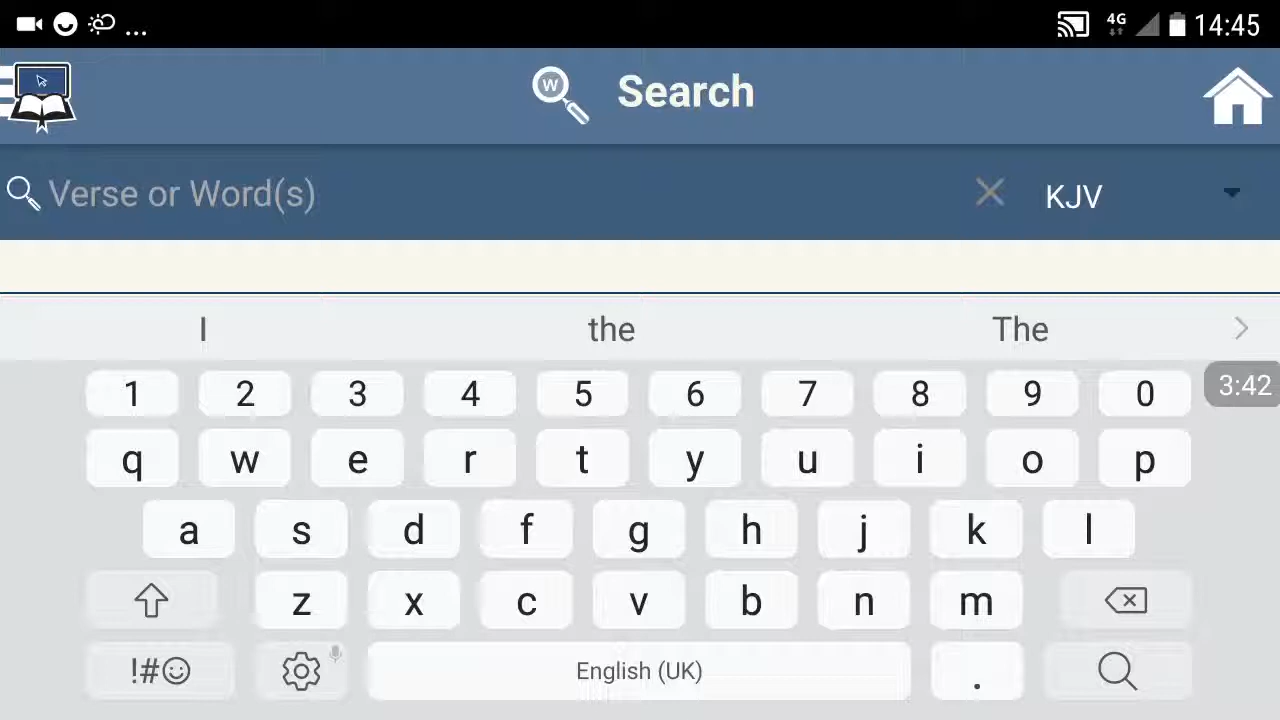 ... 4G 14:45
W Search
Verse or Word(s) KJV
I the The
1 2 3 4 5 6 7 8 9 0
3:42
q w e r t y u i o p
a s d f g h j k l
z x c v b n m
!#☺ English (UK) .